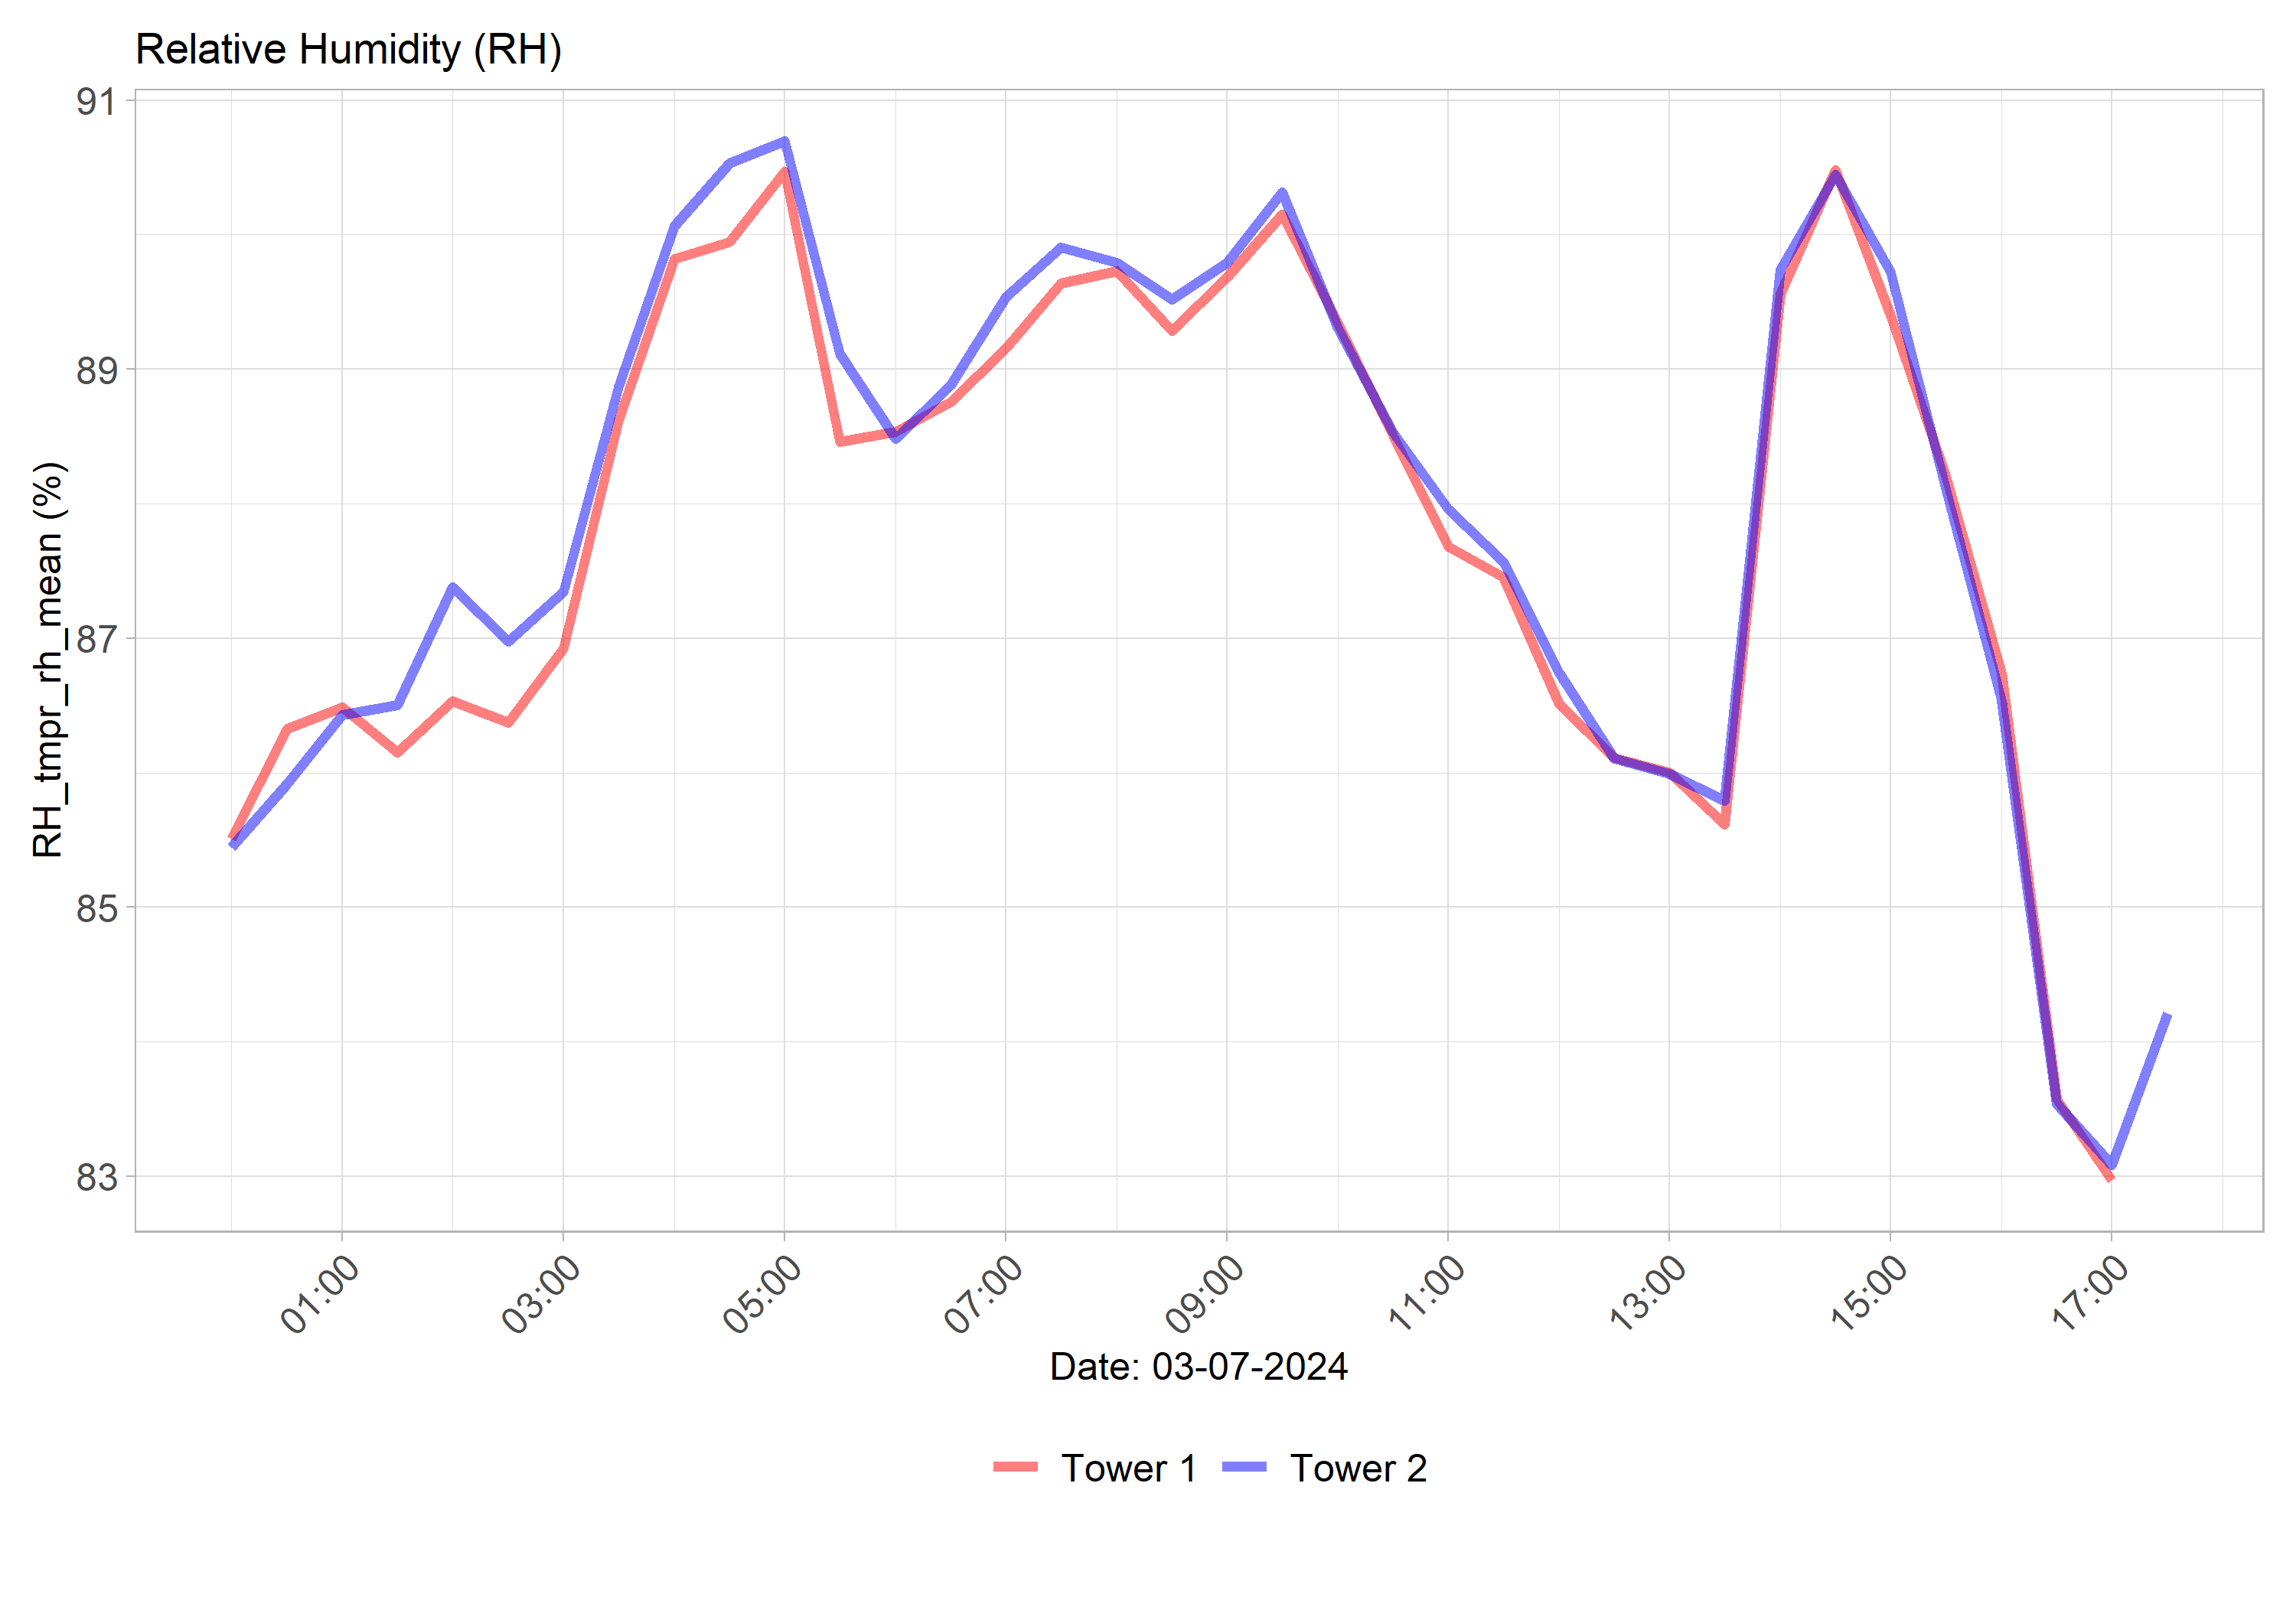 Relative Humidity (RH)
RH_tmpr_rh_mean (%)
91
89
87
85
83
01:00 03:00 05:00 07:00 09:00 11:00 13:00 15:00 17:00
Date: 03-07-2024
Tower 1 Tower 2